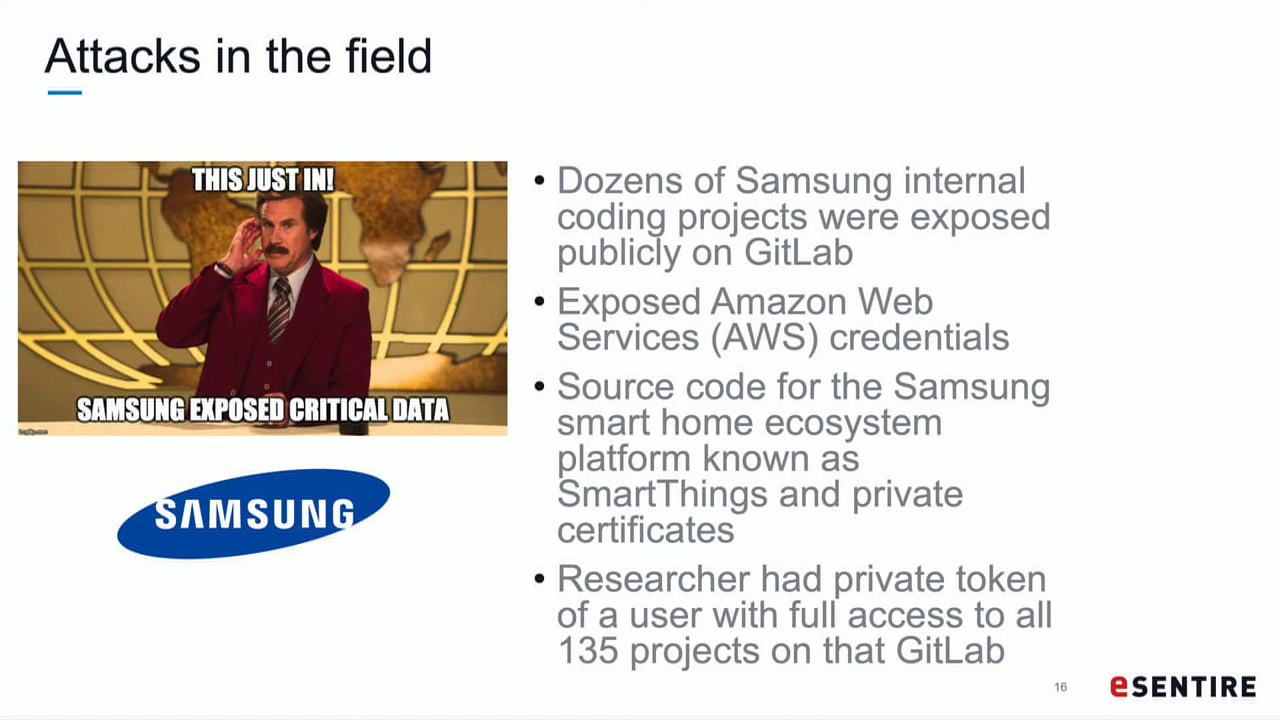 Attacks in the field
THIS JUST IN!
SAMSUNG EXPOSED CRITICAL DATA
imgflip.com
SAMSUNG
• Dozens of Samsung internal
coding projects were exposed
publicly on GitLab
• Exposed Amazon Web
Services (AWS) credentials
• Source code for the Samsung
smart home ecosystem
platform known as
SmartThings and private
certificates
• Researcher had private token
of a user with full access to all
135 projects on that GitLab
16
eSENTIRE